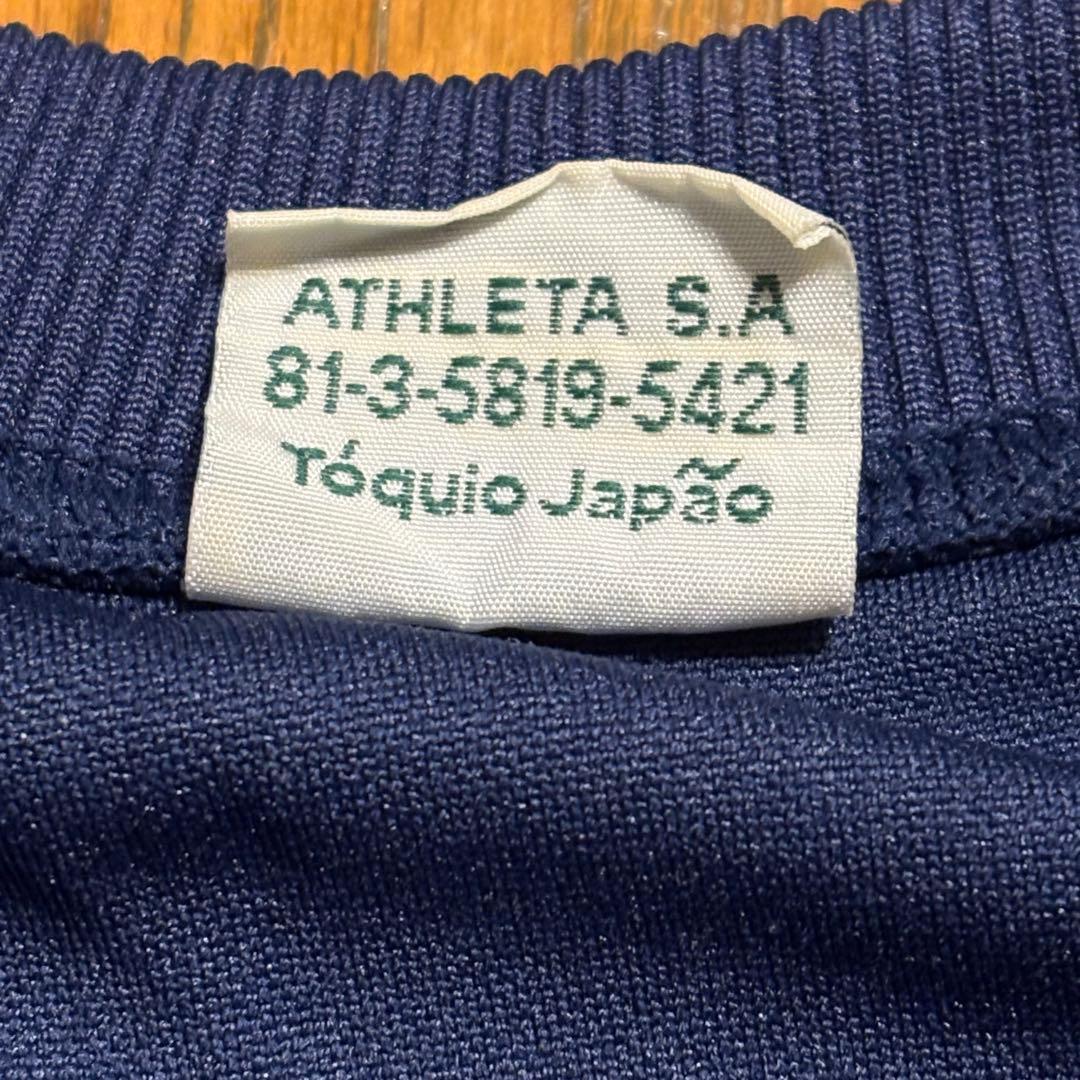 ATHLETA S.A
81-3-5819-5421
Tóquio Japão